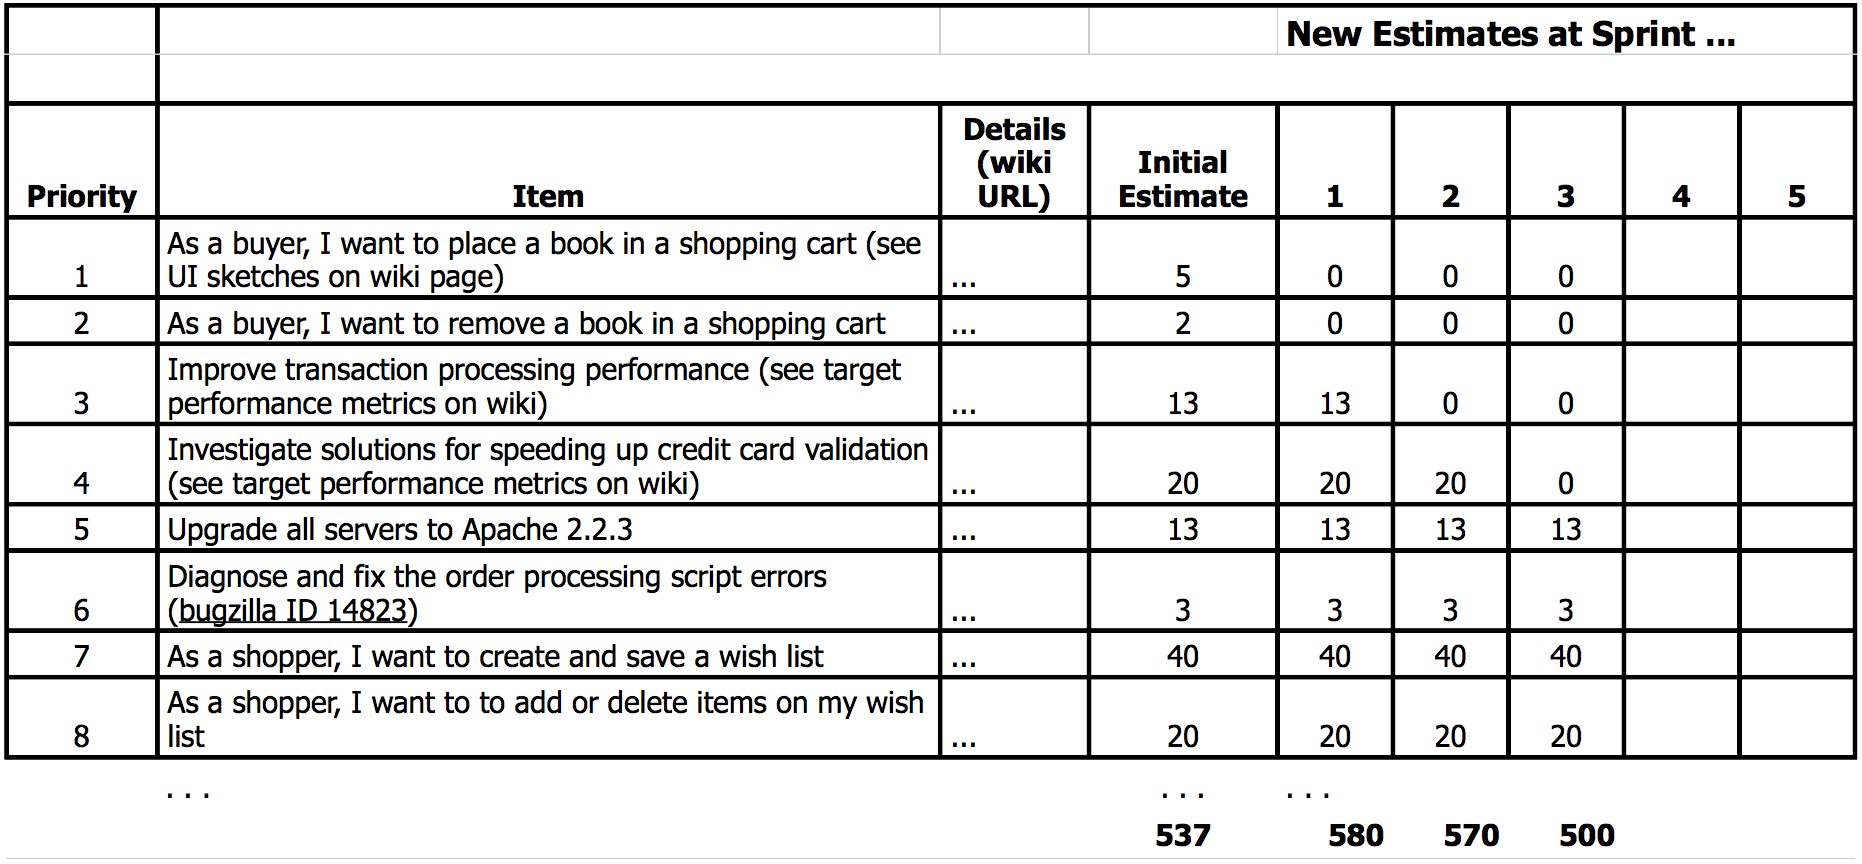 New Estimates at Sprint ...
Priority Item Details (wiki URL) Initial Estimate 1 2 3 4 5
1 As a buyer, I want to place a book in a shopping cart (see
UI sketches on wiki page) ... 5 0 0 0
2 As a buyer, I want to remove a book in a shopping cart ... 2 0 0 0
3 Improve transaction processing performance (see target
performance metrics on wiki) ... 13 13 0 0
4 Investigate solutions for speeding up credit card validation
(see target performance metrics on wiki) ... 20 20 20 0
5 Upgrade all servers to Apache 2.2.3 ... 13 13 13 13
6 Diagnose and fix the order processing script errors
(bugzilla ID 14823) ... 3 3 3 3
7 As a shopper, I want to create and save a wish list ... 40 40 40 40
8 As a shopper, I want to to add or delete items on my wish
list ... 20 20 20 20
. . . . . . . . .
537 580 570 500